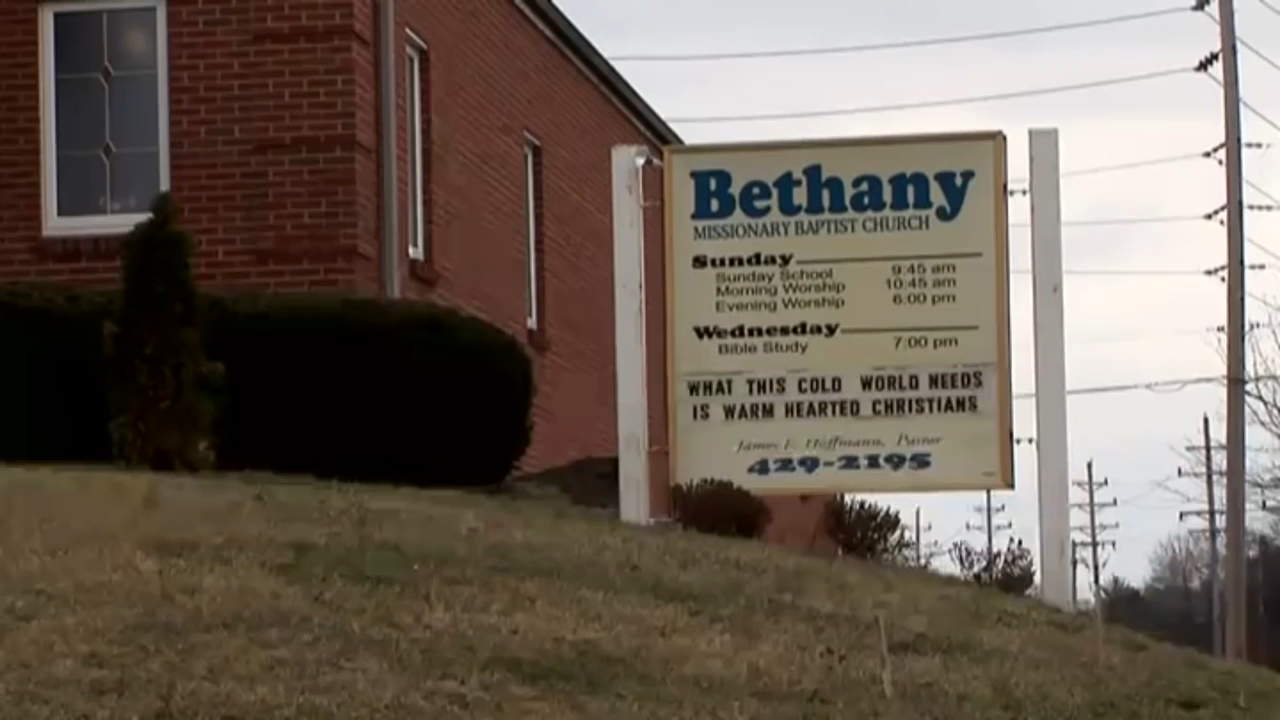 Bethany
MISSIONARY BAPTIST CHURCH
Sunday
Sunday School 9:45 am
Morning Worship 10:45 am
Evening Worship 6:00 pm
Wednesday
Bible Study 7:00 pm
WHAT THIS COLD WORLD NEEDS
IS WARM HEARTED CHRISTIANS
James E. Hoffmann, Pastor
429-2195